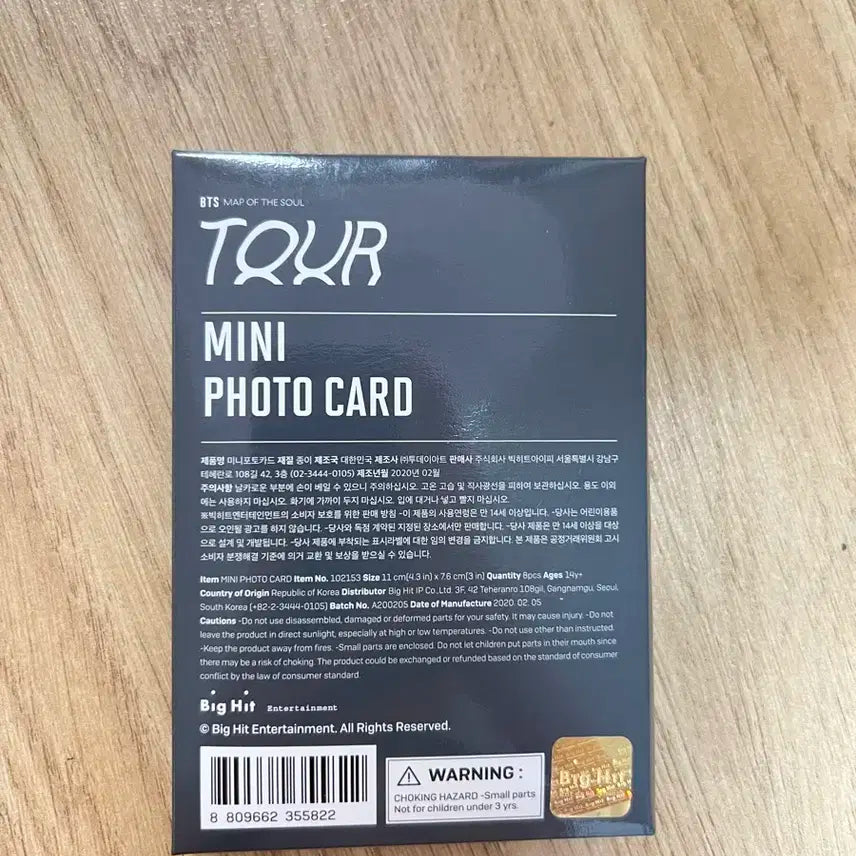 BTS MAP OF THE SOUL
TOUR
MINI
PHOTO CARD
제품명 미니포토카드 재질 종이 제조국 대한민국 제조사 ㈜투데이아트 판매사 주식회사 빅히트아이피 서울특별시 강남구
테헤란로 108길 42, 3층 (02-3444-0105) 제조년월 2020년 02월
주의사항 날카로운 부분에 손이 베일 수 있으니 주의하십시오. 고온 고습 및 직사광선을 피하여 보관하십시오. 용도 이외
에는 사용하지 마십시오. 화기에 가까이 두지 마십시오. 입에 대거나 넣고 빨지 마십시오.
※빅히트엔터테인먼트의 소비자 보호를 위한 판매 방침 -이 제품의 사용연령은 만 14세 이상입니다. -당사는 어린이용품
으로 오인될 광고를 하지 않습니다. -당사와 독점 계약된 지정된 장소에서만 판매합니다. -당사 제품은 만 14세 이상을 대상
으로 설계 및 개발됩니다. -당사 제품에 부착되는 표시라벨에 대한 임의 변경을 금지합니다. 본 제품은 공정거래위원회 고시
소비자 분쟁해결 기준에 의거 교환 및 보상을 받으실 수 있습니다.
Item MINI PHOTO CARD Item No. 102153 Size 11 cm(4.3 in) x 7.6 cm(3 in) Quantity 8pcs Ages 14y+
Country of Origin Republic of Korea Distributor Big Hit IP Co.,Ltd. 3F, 42 Teheranro 108gil, Gangnamgu, Seoul,
South Korea (+82-2-3444-0105) Batch No. A200205 Date of Manufacture 2020. 02. 05
Cautions -Do not use disassembled, damaged or deformed parts for your safety. It may cause injury. -Do not
leave the product in direct sunlight, especially at high or low temperatures. -Do not use other than instructed.
-Keep the product away from fires. -Small parts are enclosed. Do not let children put parts in their mouth since
there may be a risk of choking. The product could be exchanged or refunded based on the standard of consumer
conflict by the law of consumer standard.
Big Hit Entertainment
© Big Hit Entertainment. All Rights Reserved.
8 809662 355822
WARNING :
CHOKING HAZARD -Small parts
Not for children under 3 yrs.
Big Hit